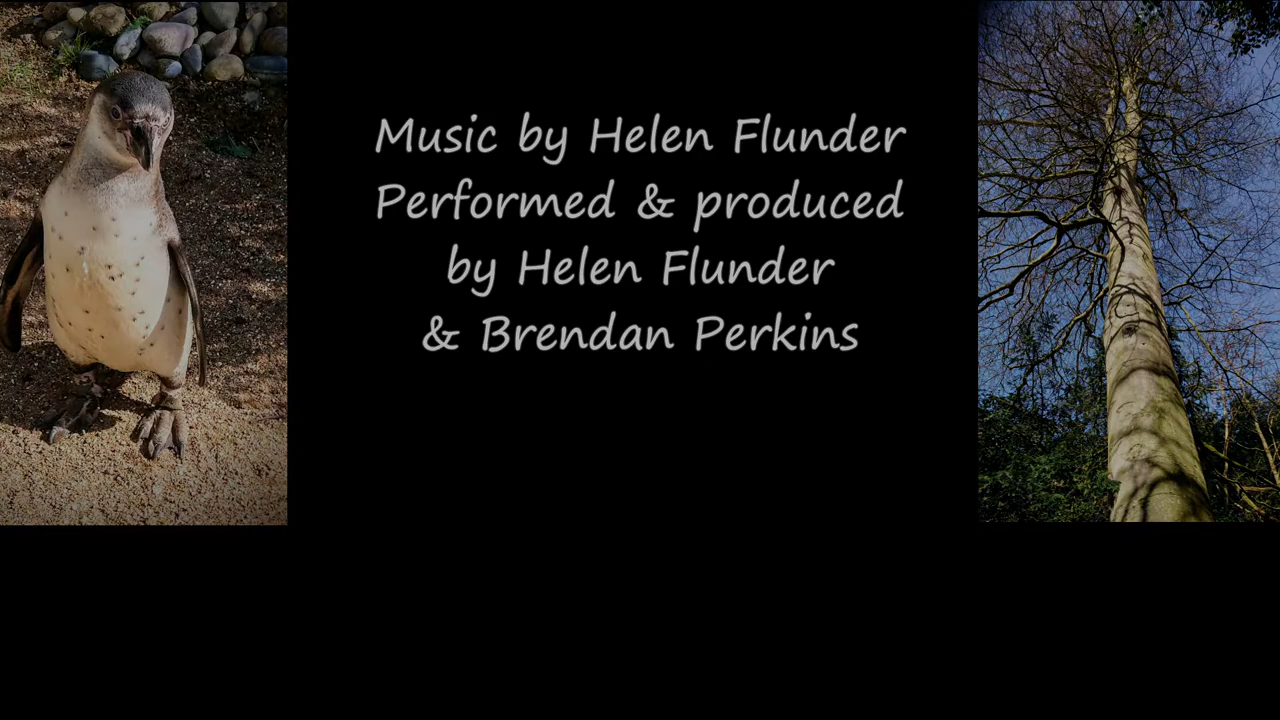 Music by Helen Flunder
Performed & produced
by Helen Flunder
& Brendan Perkins